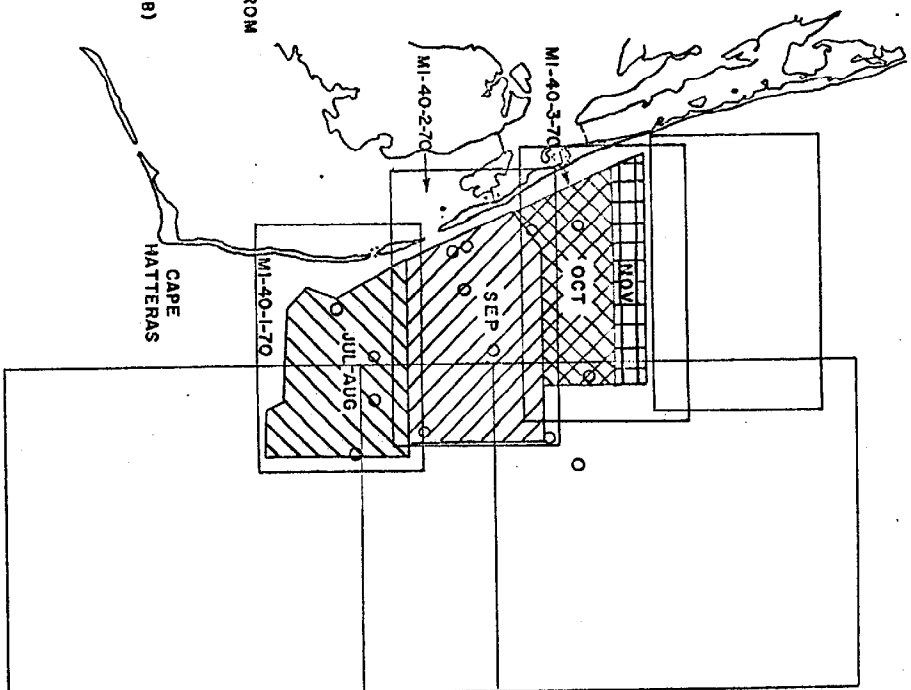 ROM
B)
MI-40-3-70
MI-40-2-70
NOV
OCT
SEP
JUL-AUG
MI-40-1-70
CAPE
HATTERAS